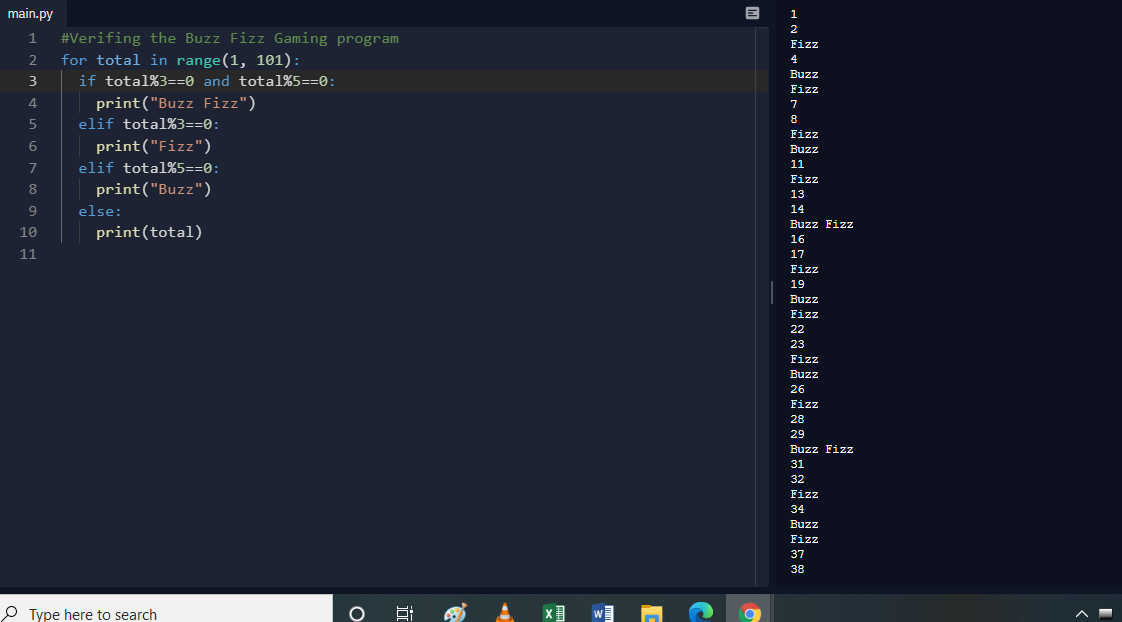 main.py
1 #Verifing the Buzz Fizz Gaming program
2 for total in range(1, 101):
3   if total%3==0 and total%5==0:
4     print("Buzz Fizz")
5   elif total%3==0:
6     print("Fizz")
7   elif total%5==0:
8     print("Buzz")
9   else:
10     print(total)
11
1
2
Fizz
4
Buzz
Fizz
7
8
Fizz
Buzz
11
Fizz
13
14
Buzz Fizz
16
17
Fizz
19
Buzz
Fizz
22
23
Fizz
Buzz
26
Fizz
28
29
Buzz Fizz
31
32
Fizz
34
Buzz
Fizz
37
38
Type here to search